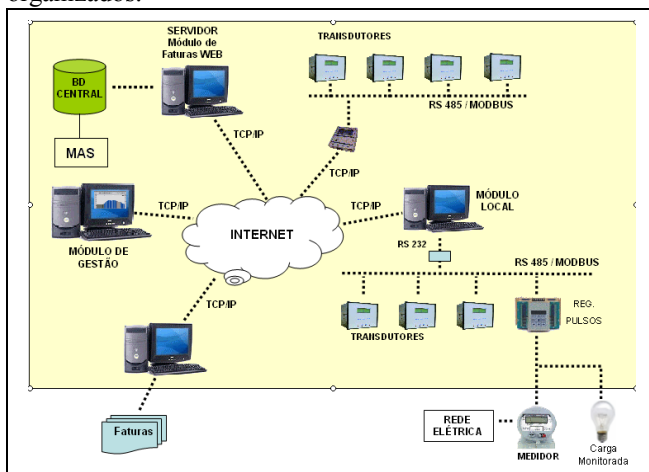 organizados.
SERVIDOR
Módulo de
Faturas WEB
TRANSDUTORES
BD
CENTRAL
RS 485 / MODBUS
MAS
TCP/IP
TCP/IP
TCP/IP
TCP/IP
MÓDULO
LOCAL
INTERNET
RS 232
MÓDULO DE
GESTÃO
RS 485 / MODBUS
TCP/IP
REG.
PULSOS
TRANSDUTORES
Faturas
REDE
ELÉTRICA
MEDIDOR
Carga
Monitorada